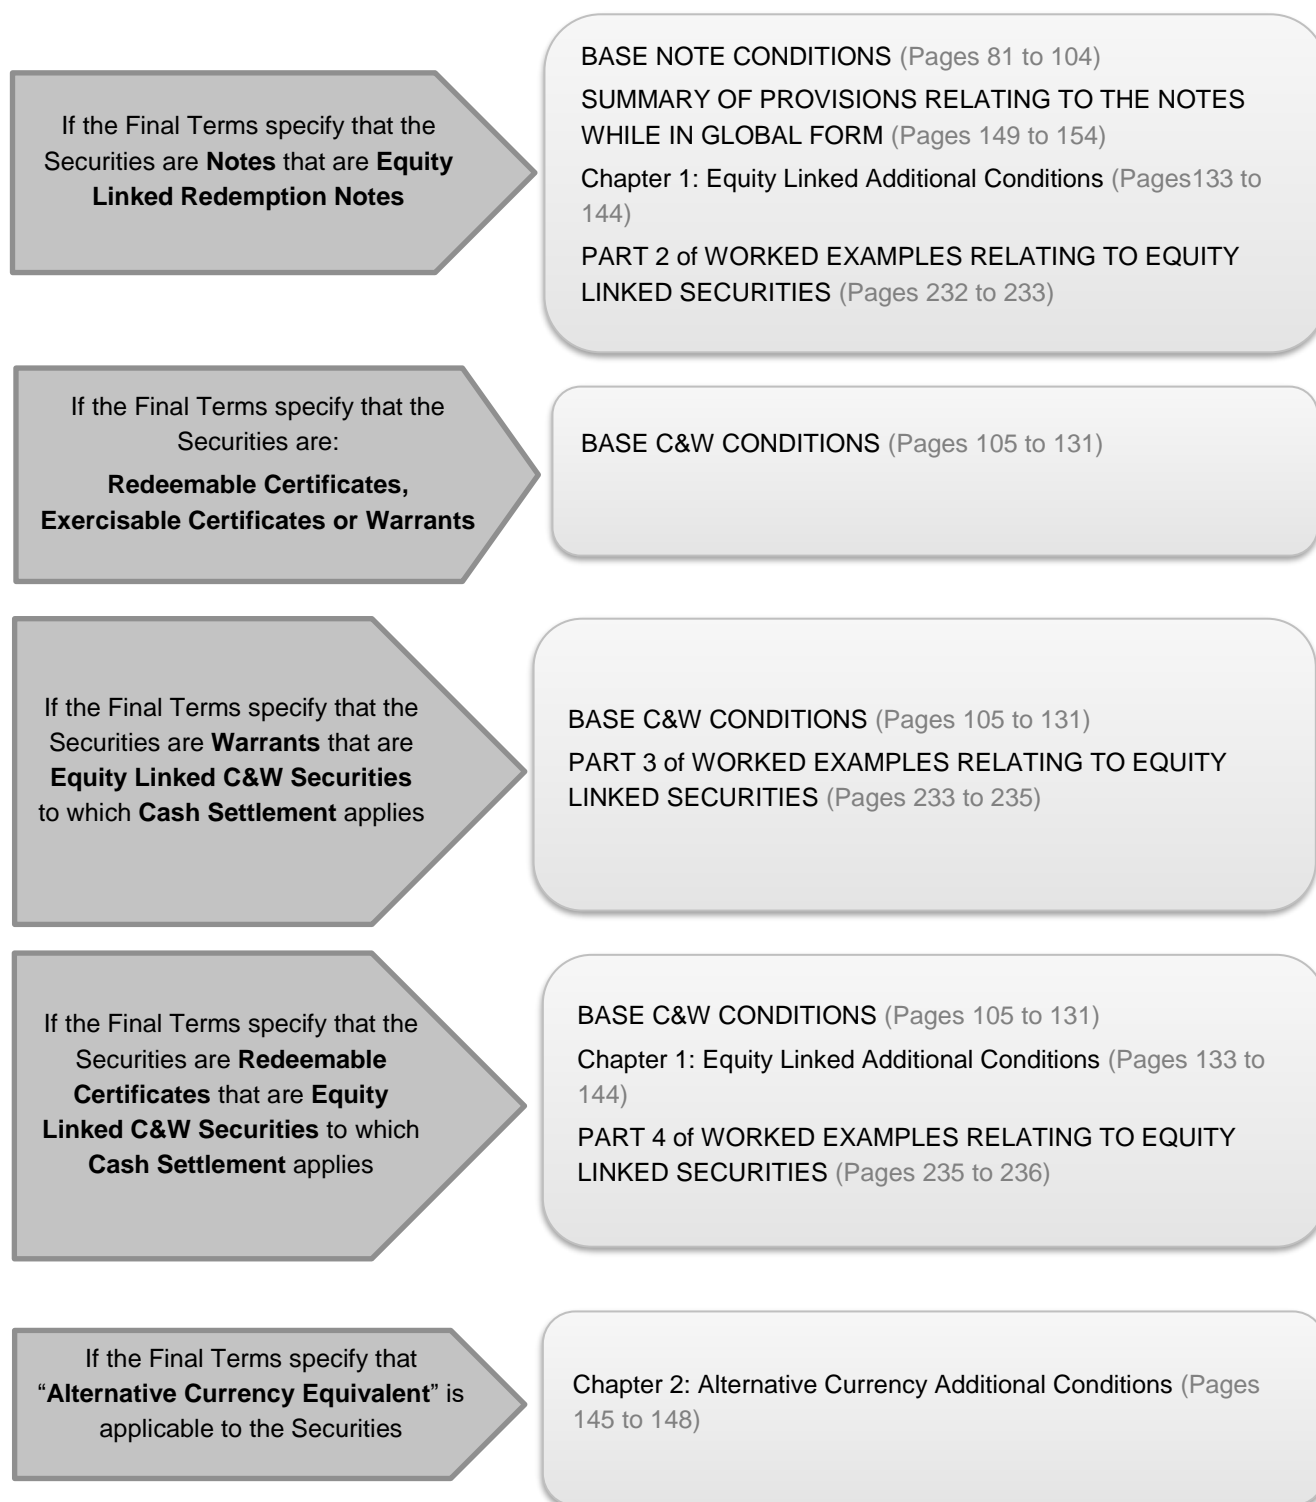 If the Final Terms specify that the
Securities are Notes that are Equity
Linked Redemption Notes
BASE NOTE CONDITIONS (Pages 81 to 104)
SUMMARY OF PROVISIONS RELATING TO THE NOTES
WHILE IN GLOBAL FORM (Pages 149 to 154)
Chapter 1: Equity Linked Additional Conditions (Pages133 to
144)
PART 2 of WORKED EXAMPLES RELATING TO EQUITY
LINKED SECURITIES (Pages 232 to 233)
If the Final Terms specify that the
Securities are:
Redeemable Certificates,
Exercisable Certificates or Warrants
BASE C&W CONDITIONS (Pages 105 to 131)
If the Final Terms specify that the
Securities are Warrants that are
Equity Linked C&W Securities
to which Cash Settlement applies
BASE C&W CONDITIONS (Pages 105 to 131)
PART 3 of WORKED EXAMPLES RELATING TO EQUITY
LINKED SECURITIES (Pages 233 to 235)
If the Final Terms specify that the
Securities are Redeemable
Certificates that are Equity
Linked C&W Securities to which
Cash Settlement applies
BASE C&W CONDITIONS (Pages 105 to 131)
Chapter 1: Equity Linked Additional Conditions (Pages 133 to
144)
PART 4 of WORKED EXAMPLES RELATING TO EQUITY
LINKED SECURITIES (Pages 235 to 236)
If the Final Terms specify that
“Alternative Currency Equivalent” is
applicable to the Securities
Chapter 2: Alternative Currency Additional Conditions (Pages
145 to 148)